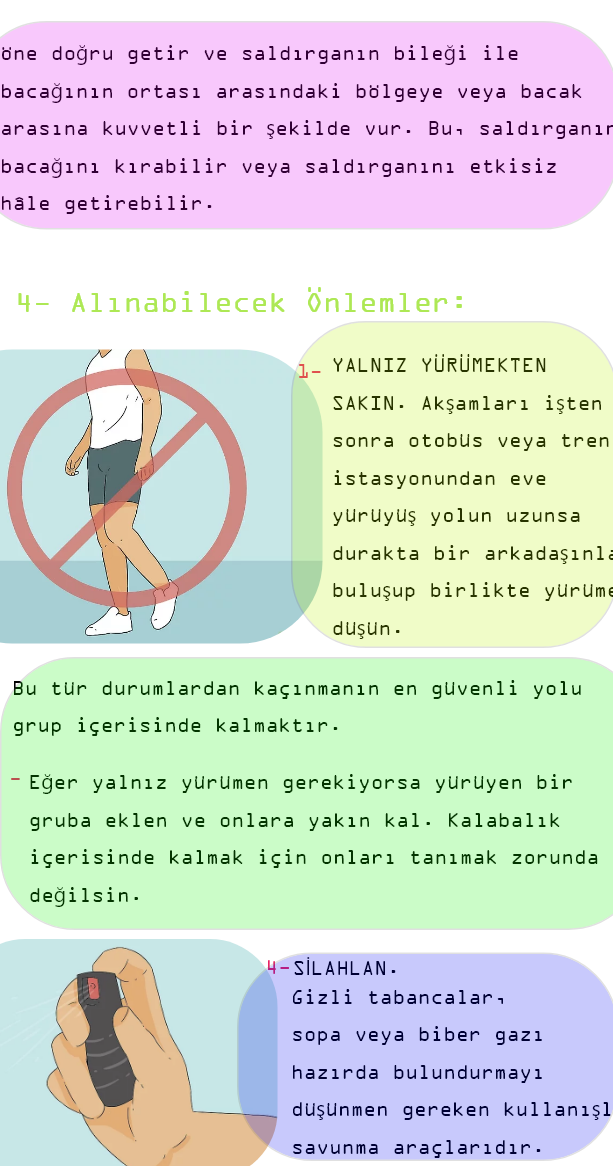 öne doğru getir ve saldırganın bileği ile
bacağının ortası arasındaki bölgeye veya bacak
arasına kuvvetli bir şekilde vur. Bu, saldırganın
bacağını kırabilir veya saldırganını etkisiz
hâle getirebilir.
4- Alınabilecek Önlemler:
1- YALNIZ YÜRÜMEKTEN
SAKIN. Akşamları işten
sonra otobüs veya tren
istasyonundan eve
yürüyüş yolun uzunsa
durakta bir arkadaşınla
buluşup birlikte yürüme
düşün.
Bu tür durumlardan kaçınmanın en güvenli yolu
grup içerisinde kalmaktır.
- Eğer yalnız yürümen gerekiyorsa yürüyen bir
gruba eklen ve onlara yakın kal. Kalabalık
içerisinde kalmak için onları tanımak zorunda
değilsin.
4- SİLAHLAN.
Gizli tabancalar,
sopa veya biber gazı
hazırda bulundurmayı
düşünmen gereken kullanışl
savunma araçlarıdır.